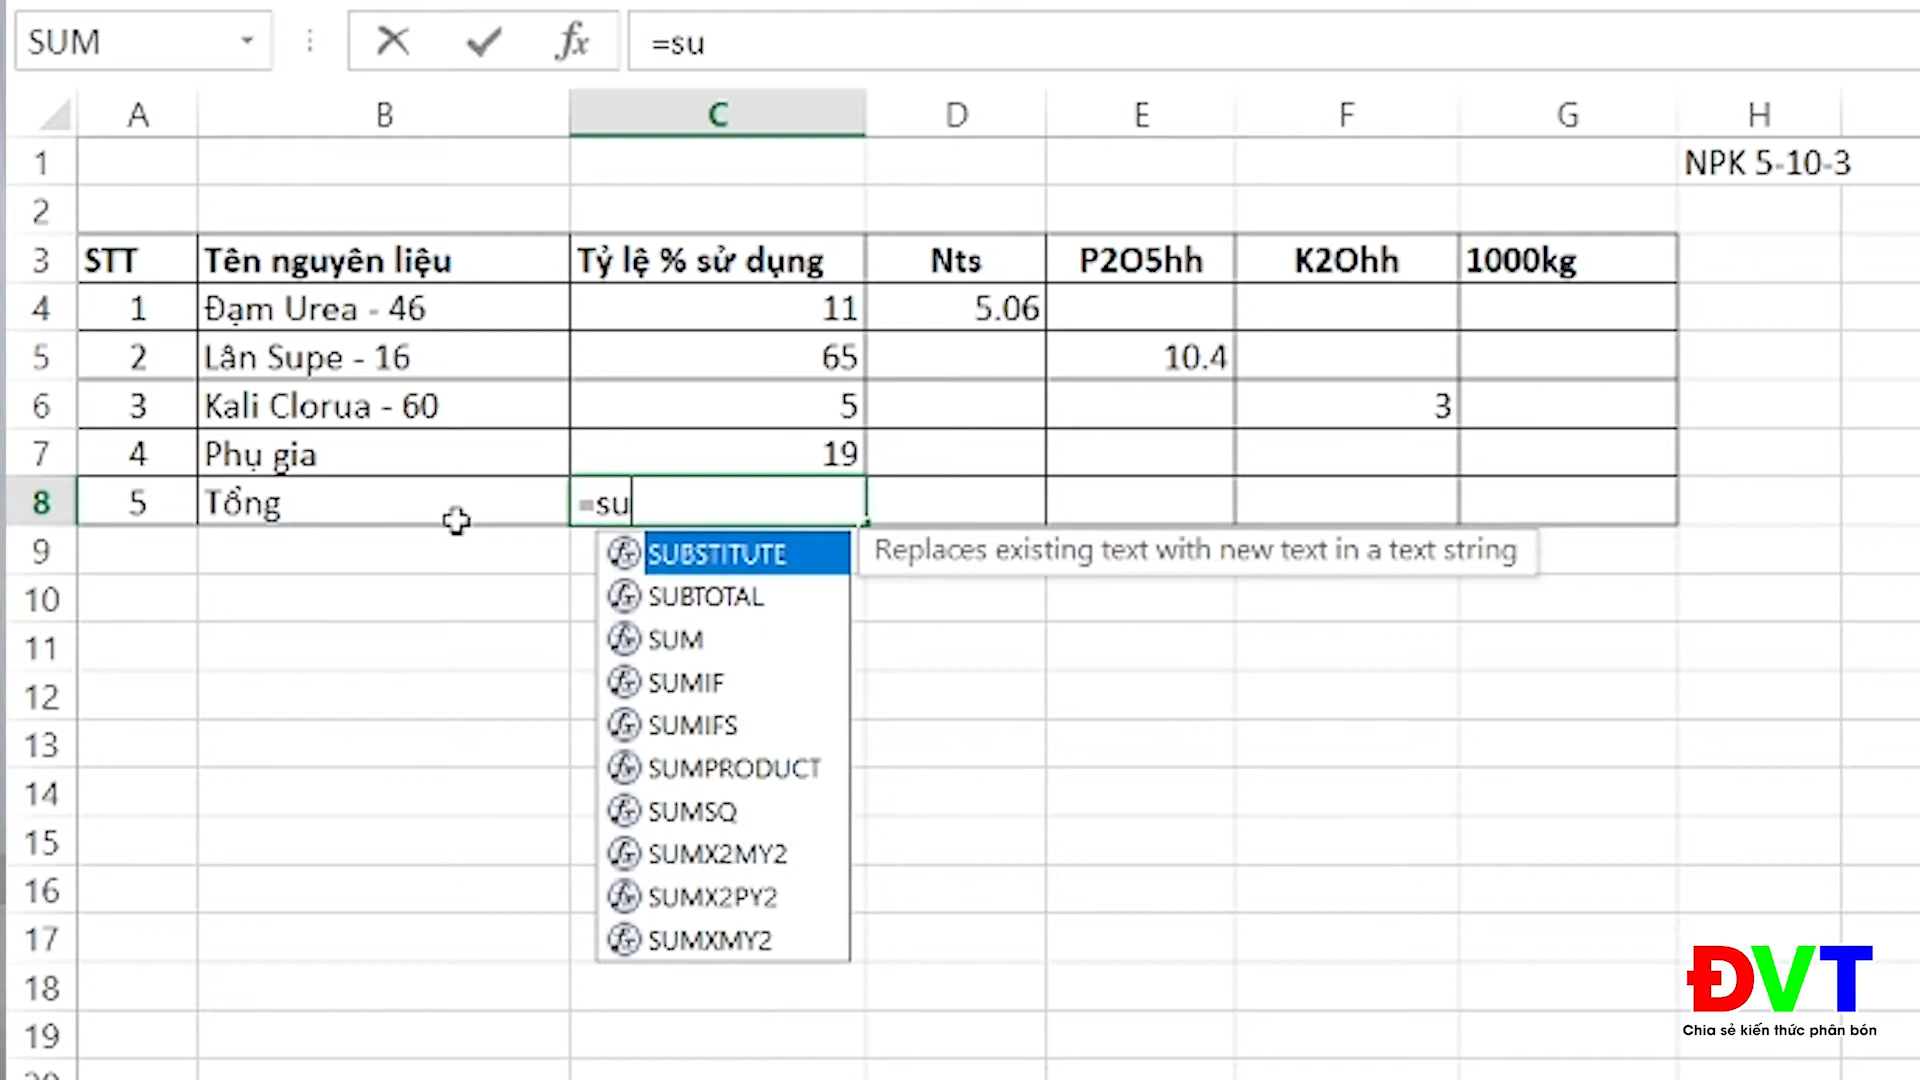 SUM =su
A B C D E F G H
1 NPK 5-10-3
2
3 STT Tên nguyên liệu Tỷ lệ % sử dụng Nts P2O5hh K2Ohh 1000kg
4 1 Đạm Urea - 46 11 5.06
5 2 Lân Supe - 16 65 10.4
6 3 Kali Clorua - 60 5 3
7 4 Phụ gia 19
8 5 Tổng =su
9 SUBSTITUTE Replaces existing text with new text in a text string
10 SUBTOTAL
11 SUM
12 SUMIF
SUMIFS
13 SUMPRODUCT
14 SUMSQ
15 SUMX2MY2
16 SUMX2PY2
17 SUMXMY2
18
19
ĐVT
Chia sẻ kiến thức phân bón